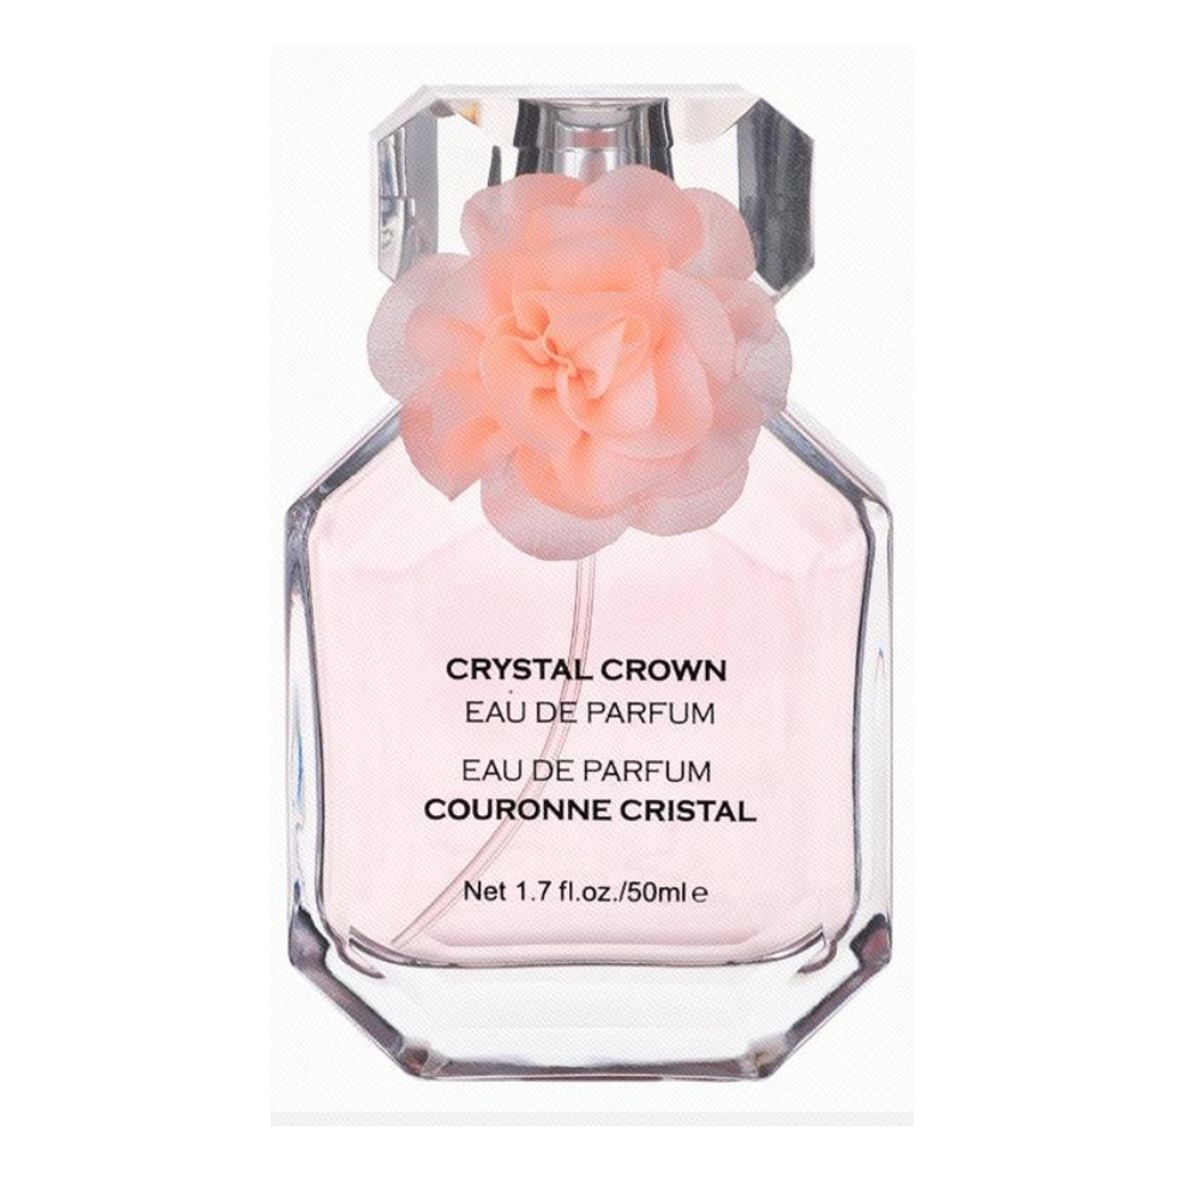 CRYSTAL CROWN
EAU DE PARFUM
EAU DE PARFUM
COURONNE CRISTAL
Net 1.7 fl.oz./50ml ℮